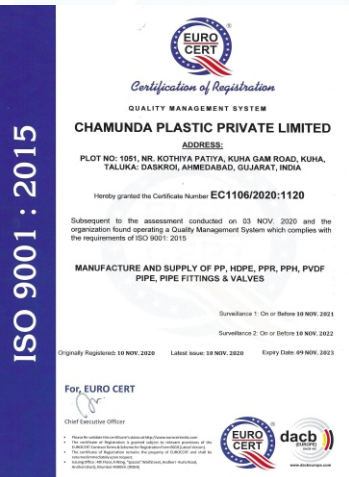 EURO
CERT
®
Certification of Registration
QUALITY MANAGEMENT SYSTEM
CHAMUNDA PLASTIC PRIVATE LIMITED
ADDRESS:
PLOT NO: 1051, NR. KOTHIYA PATIYA, KUHA GAM ROAD, KUHA,
TALUKA: DASKROI, AHMEDABAD, GUJARAT, INDIA
Hereby granted the Certificate Number EC1106/2020:1120
Subsequent to the assessment conducted on 03 NOV. 2020 and the
organization found operating a Quality Management System which complies with
the requirements of ISO 9001: 2015
MANUFACTURE AND SUPPLY OF PP, HDPE, PPR, PPH, PVDF
PIPE, PIPE FITTINGS & VALVES
Surveillance 1: On or Before 10 NOV. 2021
Surveillance 2: On or Before 10 NOV. 2022
Originally Registered: 10 NOV. 2020 Latest issue: 10 NOV. 2020 Expiry Date: 09 NOV. 2023
ISO 9001 : 2015
For, EURO CERT
Chief Executive Officer
EURO
CERT
dacb
(EUROPE)
www.dacbeurope.com